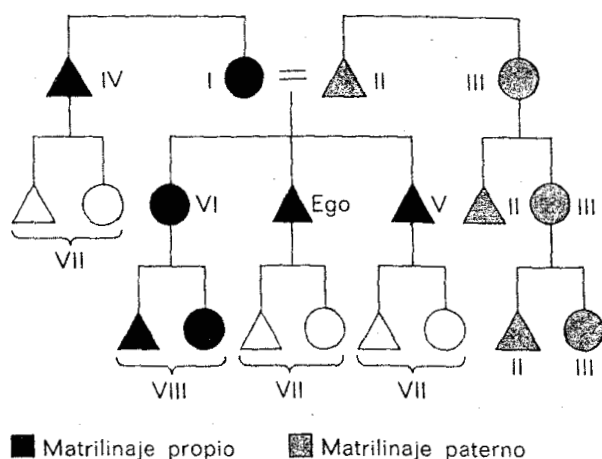 IV I II III
VII VI Ego V II III
VIII VII VII II III
Matrilinaje propio Matrilinaje paterno